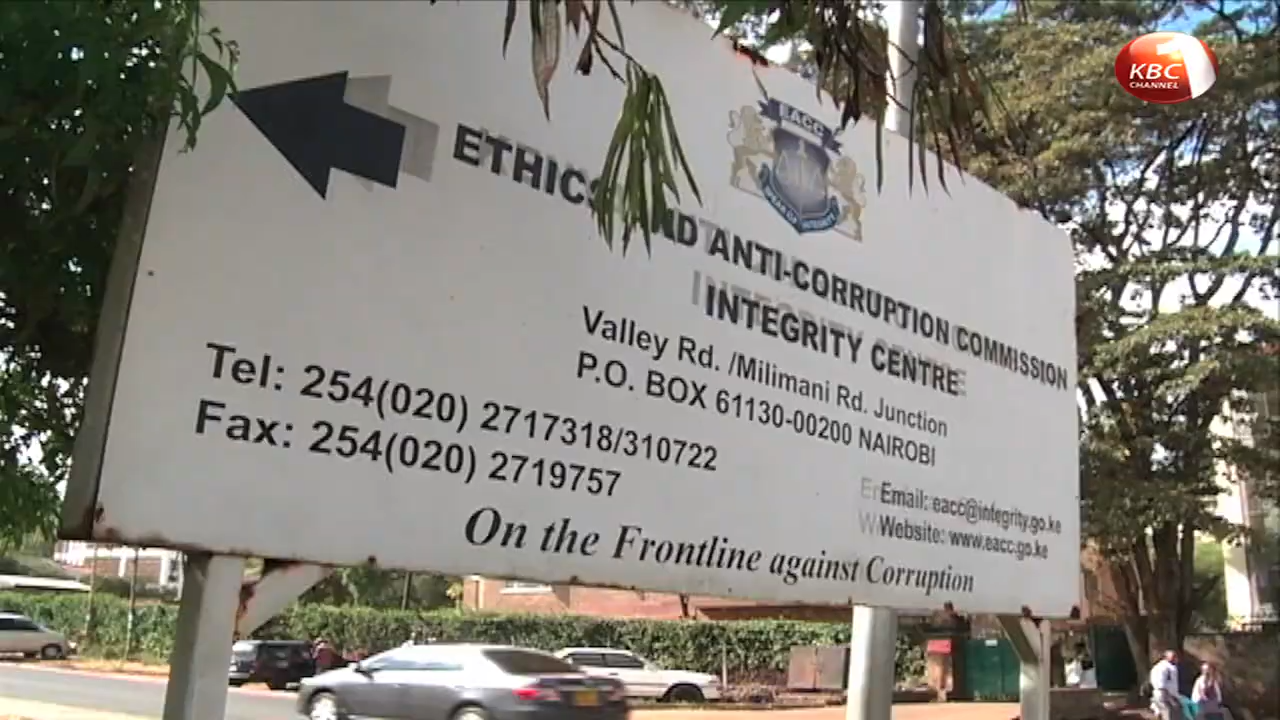 KBC 1
CHANNEL
EACC
ETHICS AND ANTI-CORRUPTION COMMISSION
INTEGRITY CENTRE
Valley Rd. /Milimani Rd. Junction
P.O. BOX 61130-00200 NAIROBI
Tel: 254(020) 2717318/310722
Fax: 254(020) 2719757
Email: eacc@integrity.go.ke
Website: www.eacc.go.ke
On the Frontline against Corruption